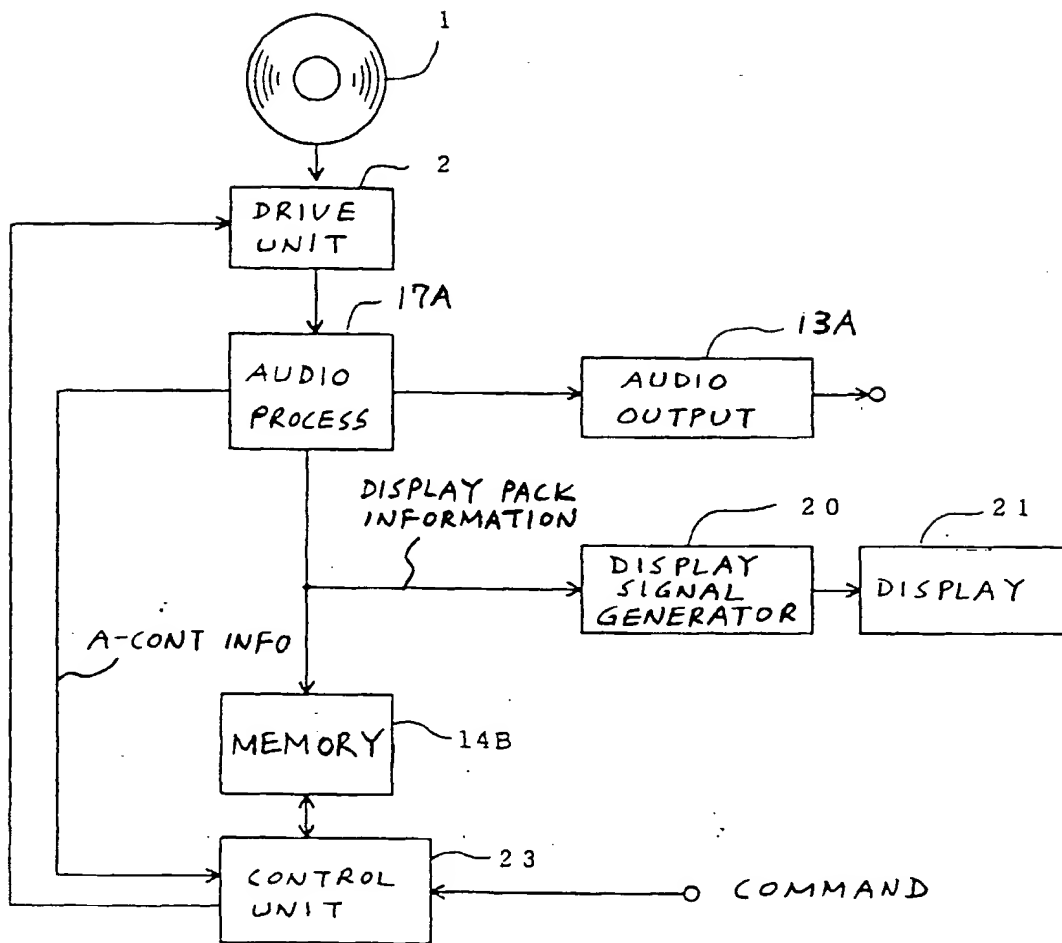 1
2
DRIVE
UNIT
17A
AUDIO
PROCESS
13A
AUDIO
OUTPUT
DISPLAY PACK
INFORMATION
20
DISPLAY
SIGNAL
GENERATOR
21
DISPLAY
A-CONT INFO
MEMORY
14B
23
CONTROL
UNIT
COMMAND